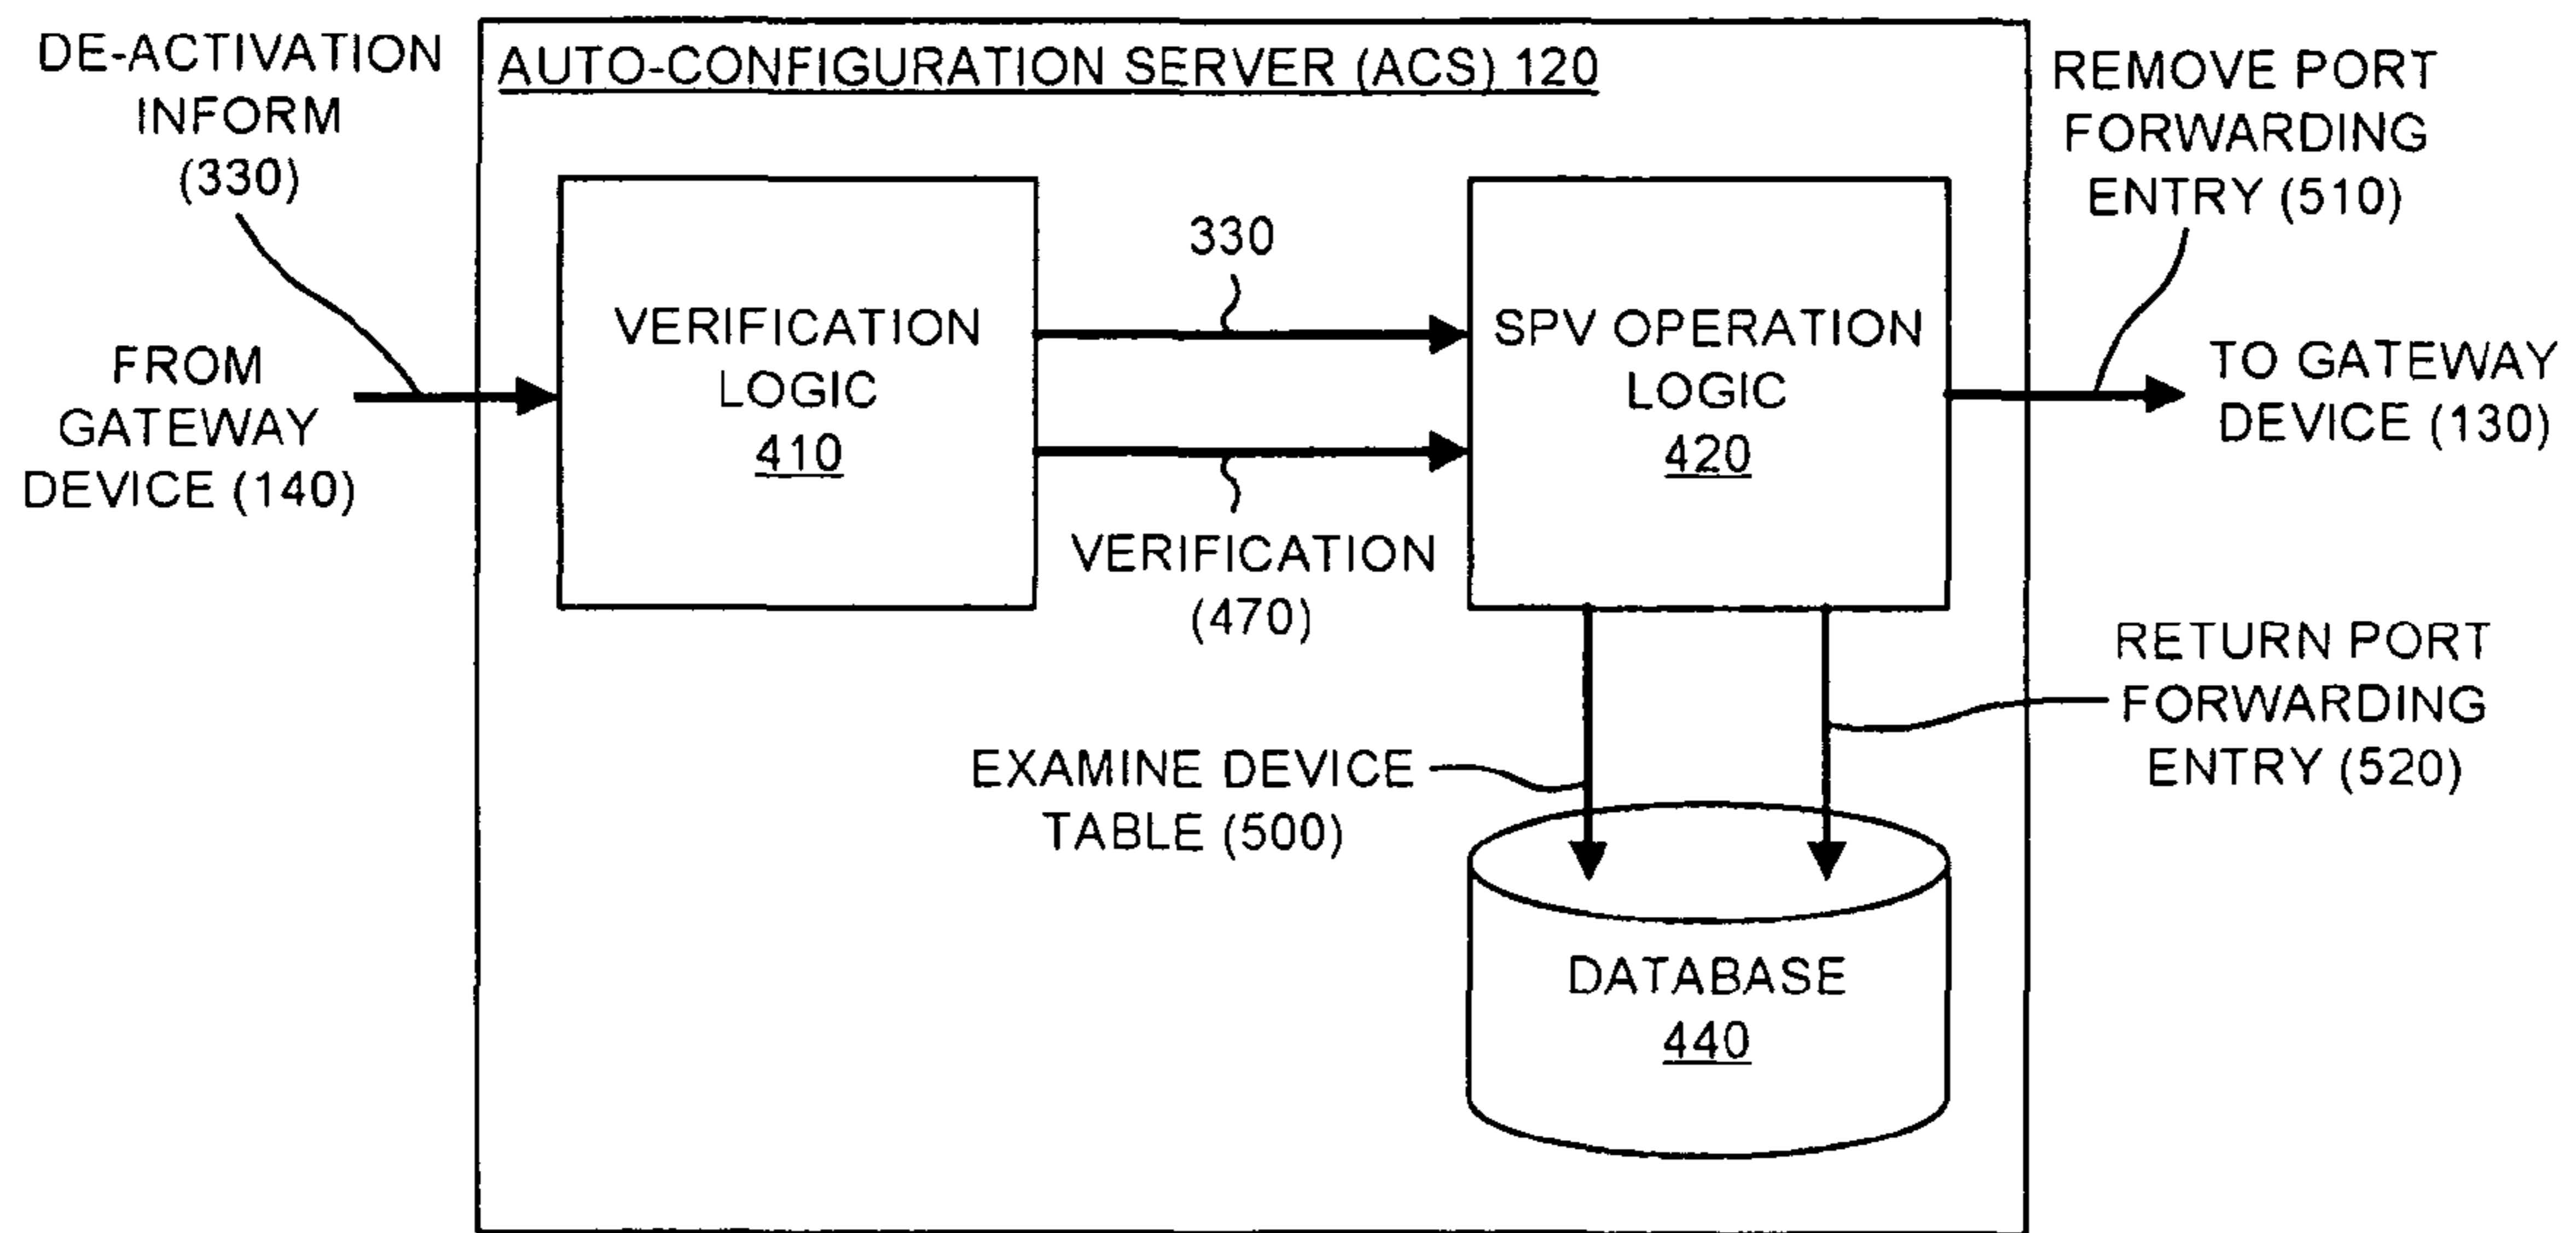 DE-ACTIVATION
INFORM
(330)
FROM
GATEWAY
DEVICE (140)
AUTO-CONFIGURATION SERVER (ACS) 120
VERIFICATION
LOGIC
410
330
VERIFICATION
(470)
SPV OPERATION
LOGIC
420
REMOVE PORT
FORWARDING
ENTRY (510)
TO GATEWAY
DEVICE (130)
RETURN PORT
FORWARDING
ENTRY (520)
EXAMINE DEVICE
TABLE (500)
DATABASE
440